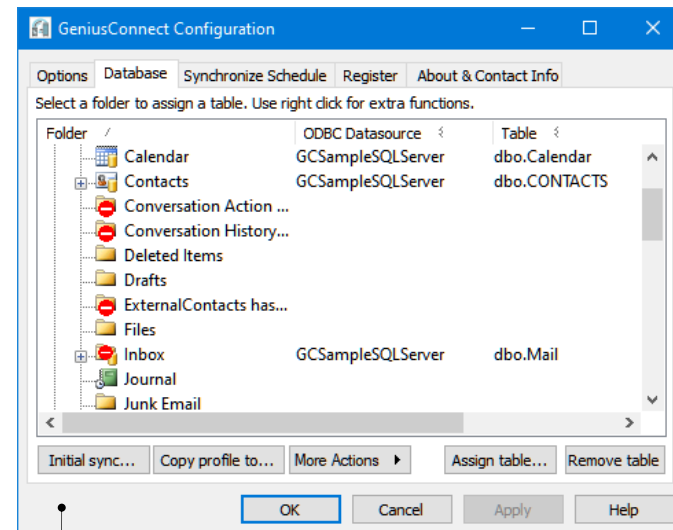 GeniusConnect Configuration
Options Database Synchronize Schedule Register About & Contact Info
Select a folder to assign a table. Use right click for extra functions.
Folder ODBC Datasource Table
Calendar GCSampleSQLServer dbo.Calendar
Contacts GCSampleSQLServer dbo.CONTACTS
Conversation Action ...
Conversation History...
Deleted Items
Drafts
ExternalContacts has...
Files
Inbox GCSampleSQLServer dbo.Mail
Journal
Junk Email
Initial sync... Copy profile to... More Actions Assign table... Remove table
OK Cancel Apply Help